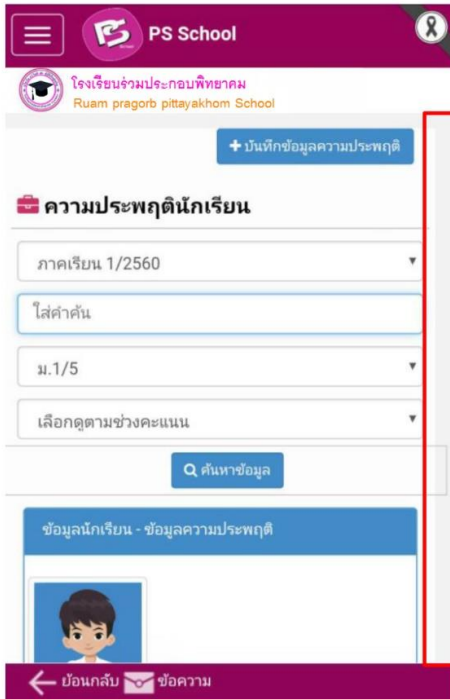 PS School
โรงเรียนร่วมประกอบพิทยาคม
Ruam pragorb pittayakhom School
บันทึกข้อมูลความประพฤติ
ความประพฤตินักเรียน
ภาคเรียน 1/2560
ใส่คำค้น
ม.1/5
เลือกดูตามช่วงคะแนน
ค้นหาข้อมูล
ข้อมูลนักเรียน - ข้อมูลความประพฤติ
ย้อนกลับ ข้อความ